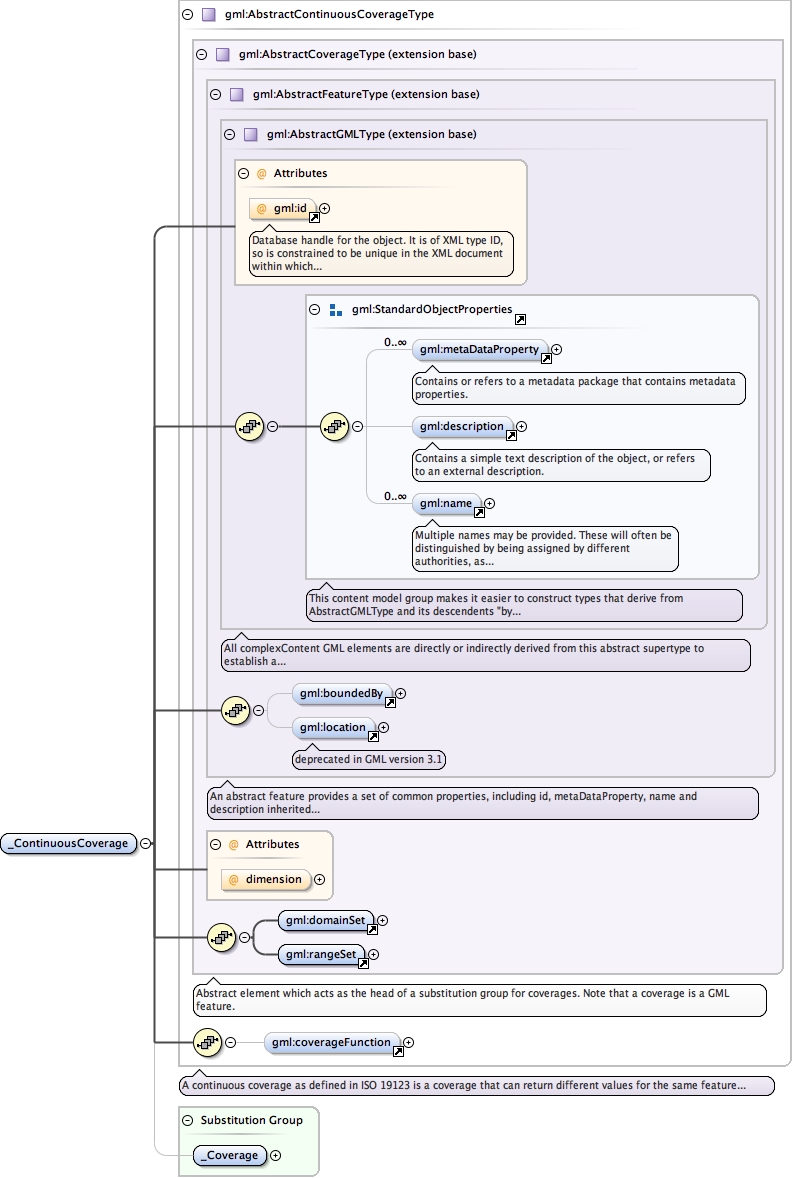 gml:AbstractContinuousCoverageType
gml:AbstractCoverageType (extension base)
gml:AbstractFeatureType (extension base)
gml:AbstractGMLType (extension base)
@ Attributes
@ gml:id
Database handle for the object. It is of XML type ID,
so is constrained to be unique in the XML document
within which...
gml:StandardObjectProperties
0..∞
gml:metaDataProperty
Contains or refers to a metadata package that contains metadata
properties.
gml:description
Contains a simple text description of the object, or refers
to an external description.
0..∞
gml:name
Multiple names may be provided. These will often be
distinguished by being assigned by different
authorities, as...
This content model group makes it easier to construct types that derive from
AbstractGMLType and its descendents "by...
All complexContent GML elements are directly or indirectly derived from this abstract supertype to
establish a...
gml:boundedBy
gml:location
deprecated in GML version 3.1
An abstract feature provides a set of common properties, including id, metaDataProperty, name and
description inherited...
_ContinuousCoverage
@ Attributes
@ dimension
gml:domainSet
gml:rangeSet
Abstract element which acts as the head of a substitution group for coverages. Note that a coverage is a GML
feature.
gml:coverageFunction
A continuous coverage as defined in ISO 19123 is a coverage that can return different values for the same feature...
Substitution Group
_Coverage